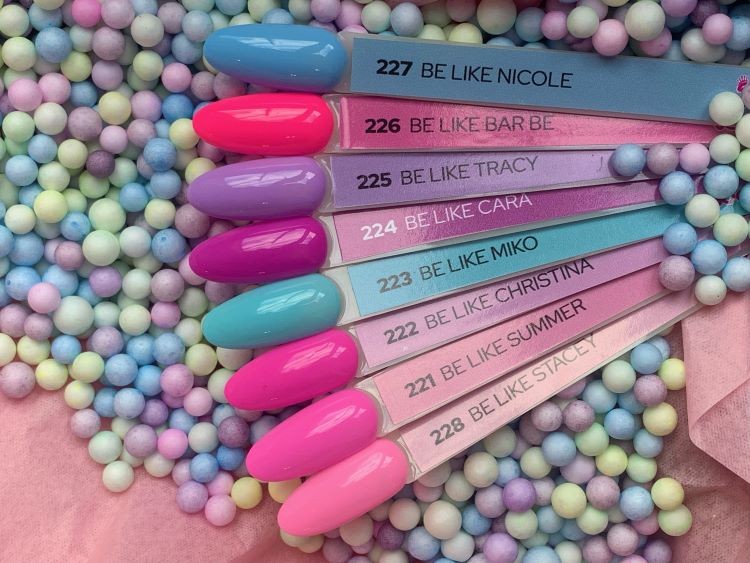 227 BE LIKE NICOLE
226 BE LIKE BAR BE
225 BE LIKE TRACY
224 BE LIKE CARA
223 BE LIKE MIKO
222 BE LIKE CHRISTINA
221 BE LIKE SUMMER
228 BE LIKE STACEY